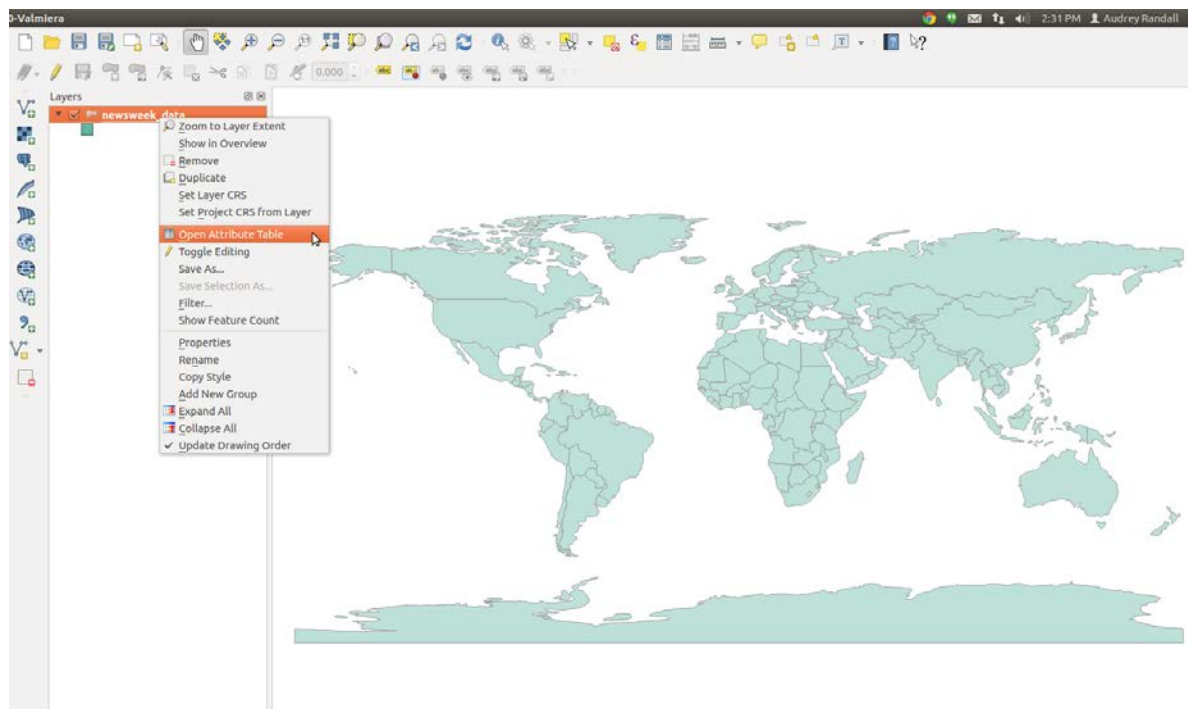 0-Valmiera
2:31 PM Audrey Randall
0.000
abc
Layers
newsweek_data
Zoom to Layer Extent
Show in Overview
Remove
Duplicate
Set Layer CRS
Set Project CRS from Layer
Open Attribute Table
Toggle Editing
Save As...
Save Selection As...
Filter...
Show Feature Count
Properties
Rename
Copy Style
Add New Group
Expand All
Collapse All
Update Drawing Order